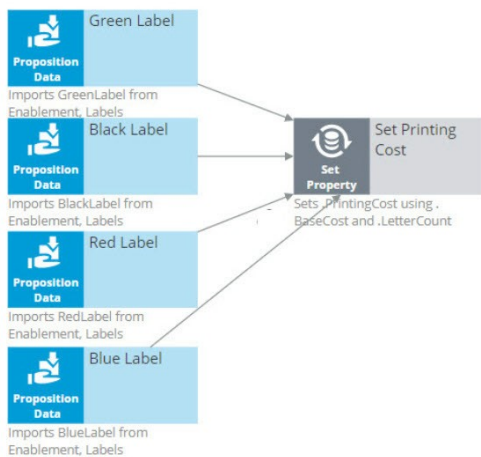 Green Label
Proposition
Data
Imports GreenLabel from
Enablement, Labels
Black Label
Proposition
Data
Imports BlackLabel from
Enablement, Labels
Red Label
Proposition
Data
Imports RedLabel from
Enablement, Labels
Blue Label
Proposition
Data
Imports BlueLabel from
Enablement, Labels
Set Printing
Cost
Set
Property
Sets .PrintingCost using .
BaseCost and .LetterCount